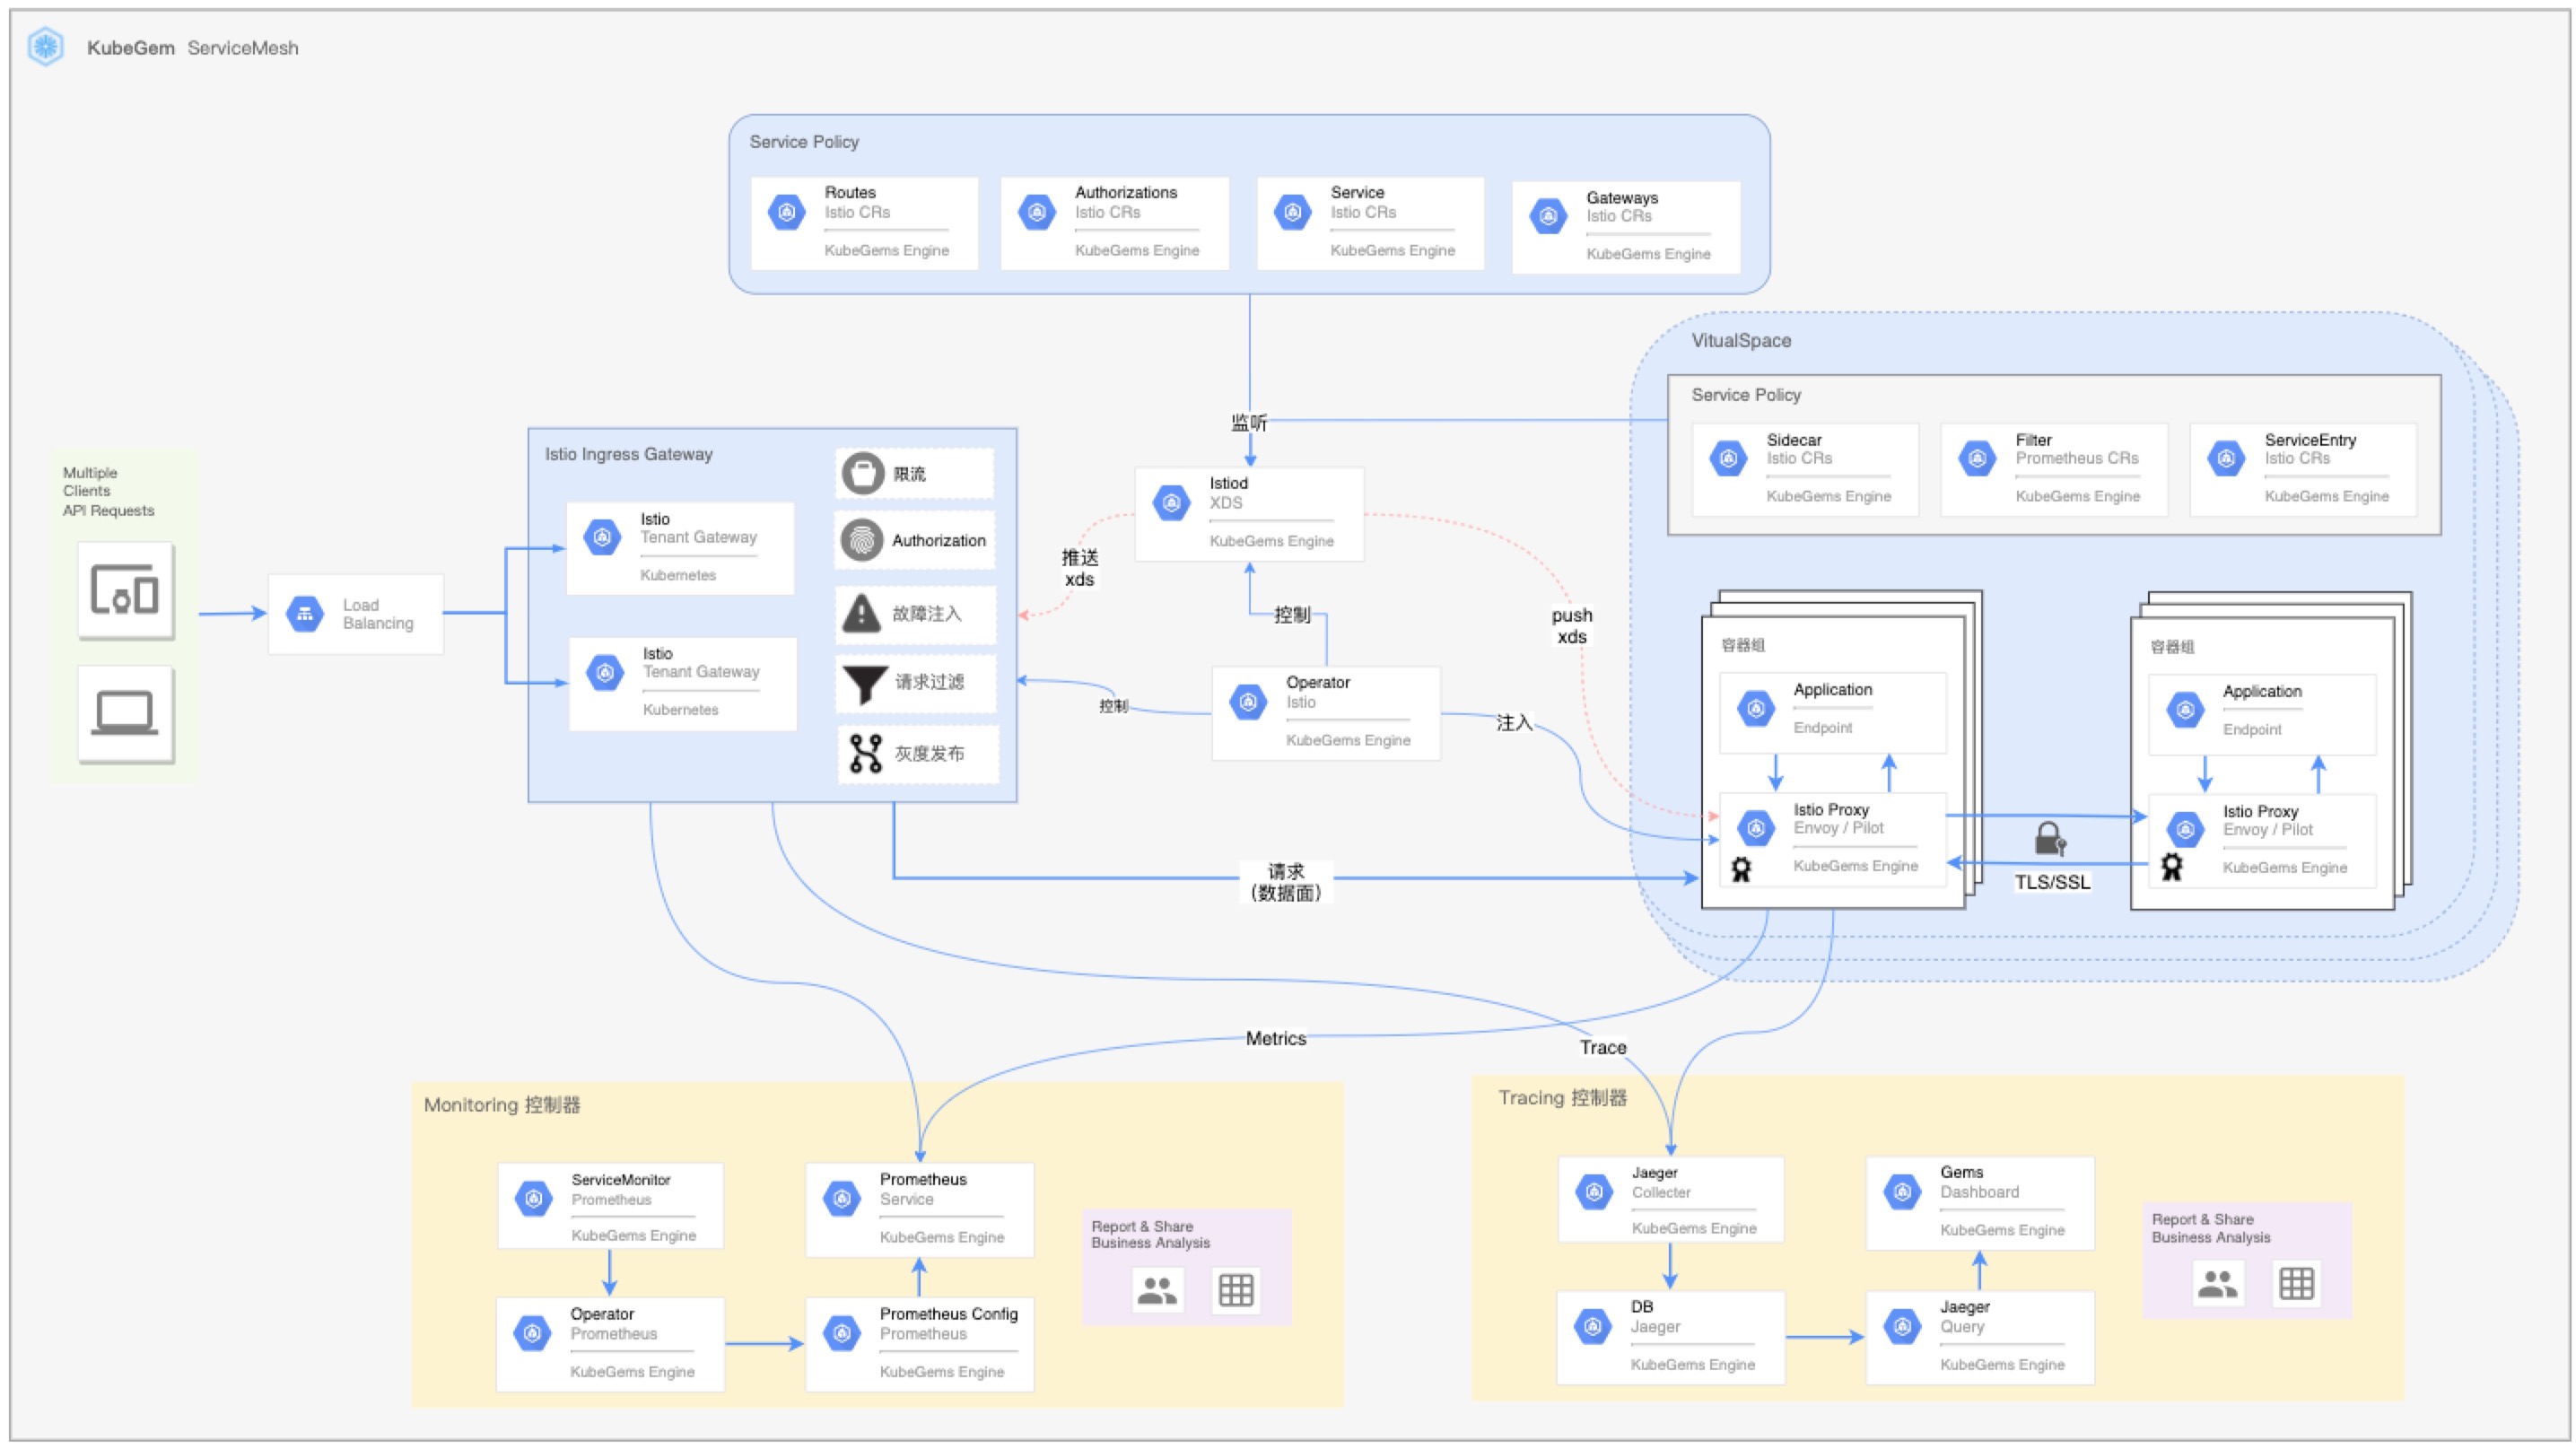 KubeGem ServiceMesh
Service Policy
Routes
Istio CRs
KubeGems Engine
Authorizations
Istio CRs
KubeGems Engine
Service
Istio CRs
KubeGems Engine
Gateways
Istio CRs
KubeGems Engine
监听
VitualSpace
Service Policy
Sidecar
Istio CRs
KubeGems Engine
Filter
Prometheus CRs
KubeGems Engine
ServiceEntry
Istio CRs
KubeGems Engine
Multiple
Clients
API Requests
Load
Balancing
Istio Ingress Gateway
Istio
Tenant Gateway
Kubernetes
Istio
Tenant Gateway
Kubernetes
限流
Authorization
故障注入
请求过滤
灰度发布
推送
xds
Istiod
XDS
KubeGems Engine
控制
push
xds
控制
Operator
Istio
KubeGems Engine
注入
容器组
Application
Endpoint
Istio Proxy
Envoy / Pilot
KubeGems Engine
TLS/SSL
容器组
Application
Endpoint
Istio Proxy
Envoy / Pilot
KubeGems Engine
请求
（数据面）
Metrics
Trace
Monitoring 控制器
ServiceMonitor
Prometheus
KubeGems Engine
Prometheus
Service
KubeGems Engine
Operator
Prometheus
KubeGems Engine
Prometheus Config
Prometheus
KubeGems Engine
Report & Share
Business Analysis
Tracing 控制器
Jaeger
Collecter
KubeGems Engine
Gems
Dashboard
KubeGems Engine
DB
Jaeger
KubeGems Engine
Jaeger
Query
KubeGems Engine
Report & Share
Business Analysis